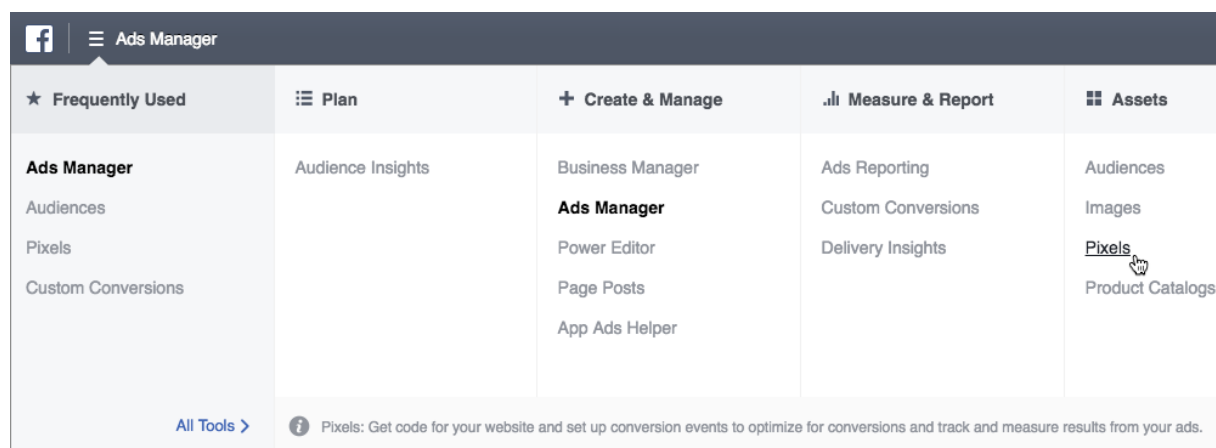 Ads Manager
Frequently Used
Ads Manager
Audiences
Pixels
Custom Conversions
All Tools
Plan
Audience Insights
Create & Manage
Business Manager
Ads Manager
Power Editor
Page Posts
App Ads Helper
Measure & Report
Ads Reporting
Custom Conversions
Delivery Insights
Assets
Audiences
Images
Pixels
Product Catalogs
Pixels: Get code for your website and set up conversion events to optimize for conversions and track and measure results from your ads.